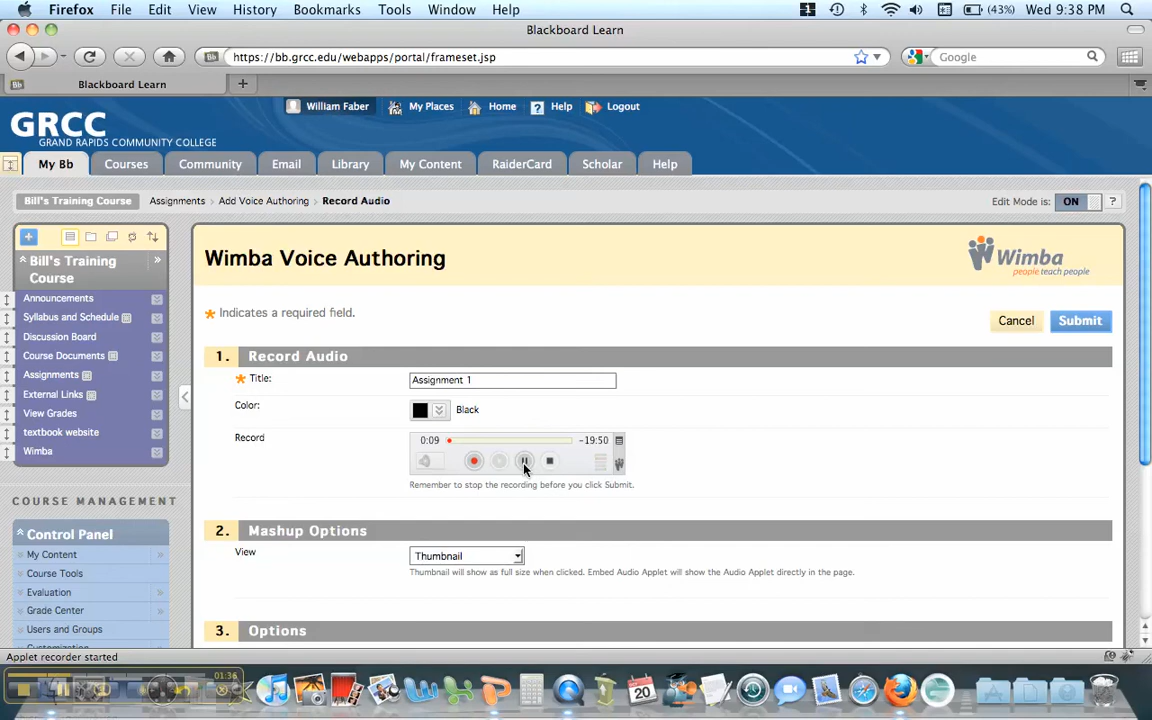 Firefox File Edit View History Bookmarks Tools Window Help (43%) Wed 9:38 PM
Blackboard Learn
https://bb.grcc.edu/webapps/portal/frameset.jsp Google
Bb Blackboard Learn +
William Faber My Places Home Help Logout
GRCC
GRAND RAPIDS COMMUNITY COLLEGE
My Bb Courses Community Email Library My Content RaiderCard Scholar Help
Bill's Training Course Assignments > Add Voice Authoring > Record Audio Edit Mode is: ON ?
Bill's Training
Course
Announcements
Syllabus and Schedule
Discussion Board
Course Documents
Assignments
External Links
View Grades
textbook website
Wimba
COURSE MANAGEMENT
Control Panel
My Content
Course Tools
Evaluation
Grade Center
Users and Groups
Customization
Wimba Voice Authoring
Wimba
people teach people
Indicates a required field.
Cancel Submit
1. Record Audio
Title: Assignment 1
Color: Black
Record 0:09 -19:50
Remember to stop the recording before you click Submit.
2. Mashup Options
View Thumbnail
Thumbnail will show as full size when clicked. Embed Audio Applet will show the Audio Applet directly in the page.
3. Options
Applet recorder started
01:36
20